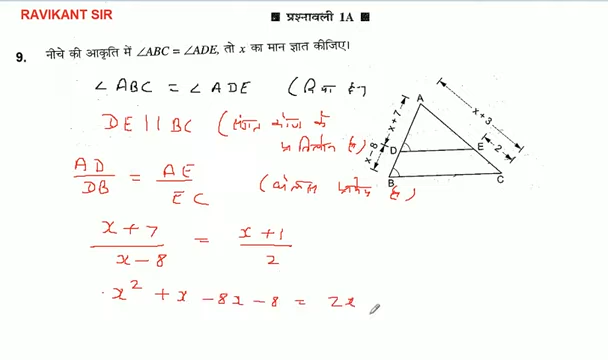 RAVIKANT SIR
■ प्रश्नावली 1A ■
9. नीचे की आकृति में ∠ABC = ∠ADE, तो x का मान ज्ञात कीजिए।
∠ABC = ∠ADE (दिया है)
DE || BC (संगत कोण के
AD/DB = AE/EC
(x+7)/(x-8) = (x+1)/2
x² + x - 8x - 8 = 2x
A
x + 7
x + 3
D
E
2
x - 8
B
C